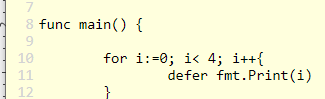 7
8 func main() {
9
10 for i:=0; i< 4; i++{
11 defer fmt.Print(i)
12 }